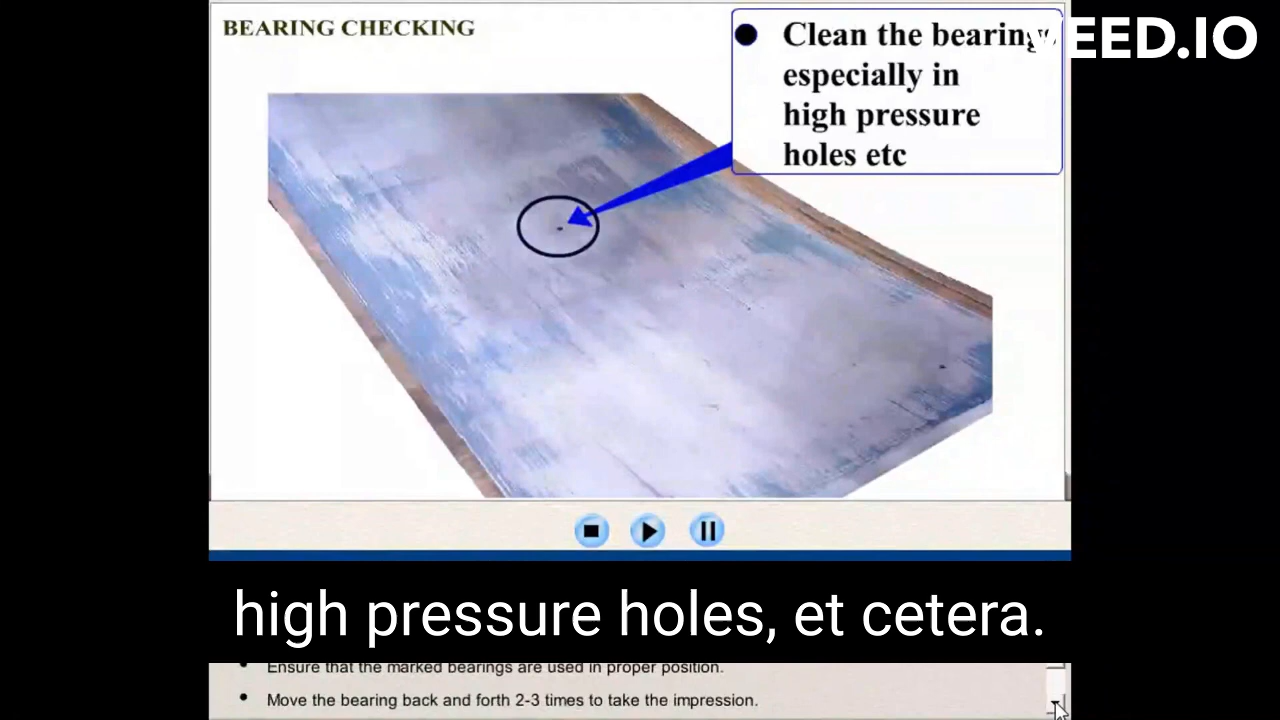 BEARING CHECKING
● Clean the bearings
especially in
high pressure
holes etc
VEED.IO
high pressure holes, et cetera.
• Ensure that the marked bearings are used in proper position.
• Move the bearing back and forth 2-3 times to take the impression.